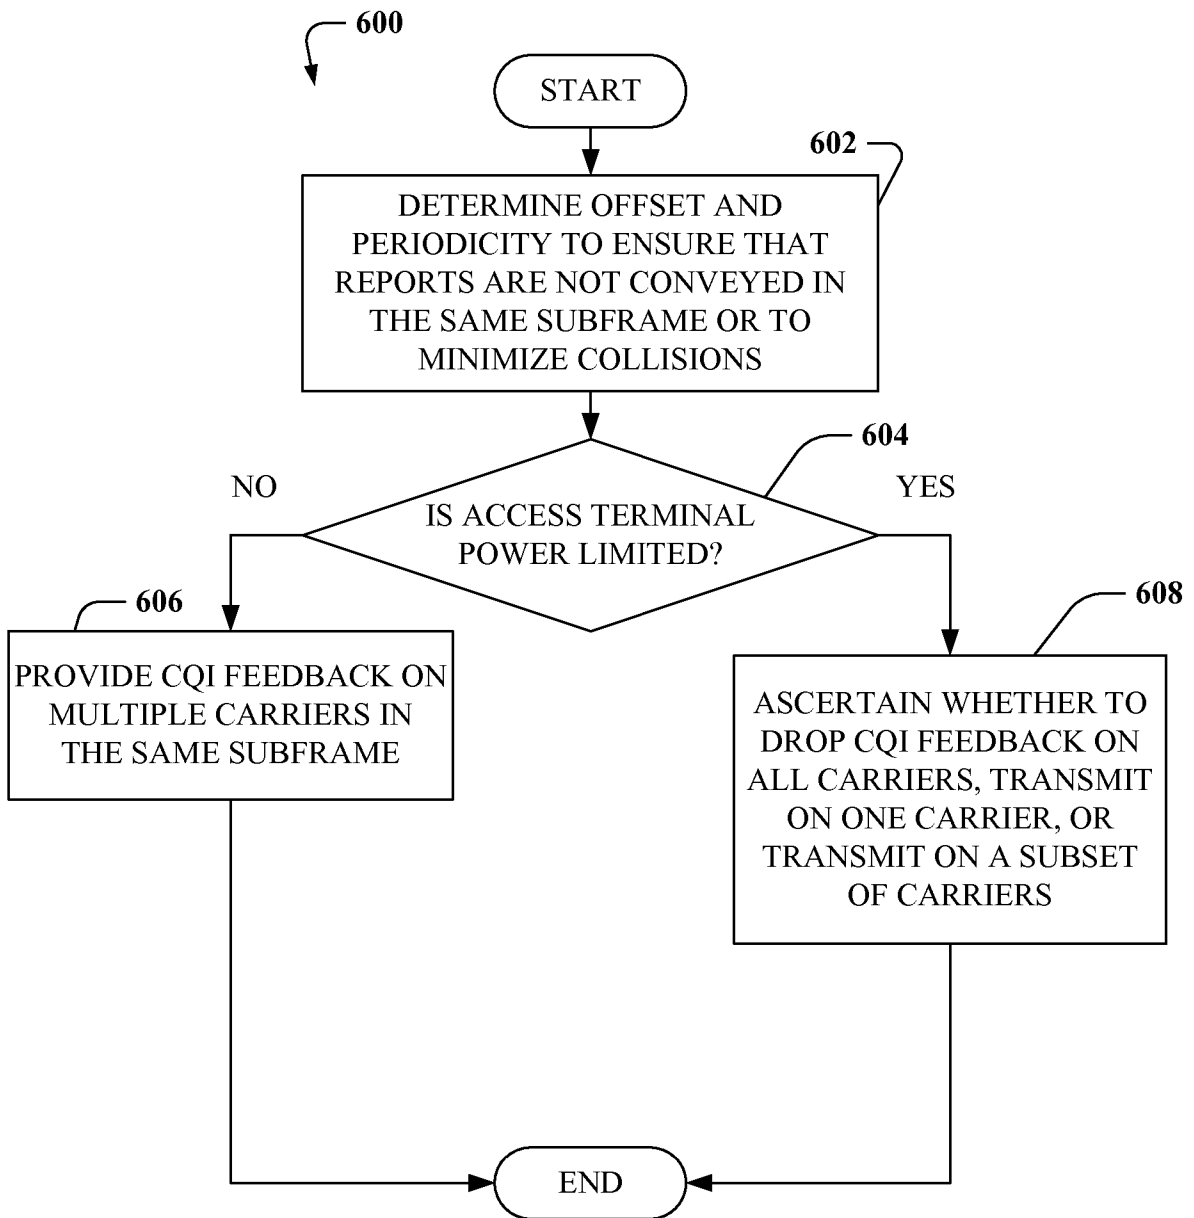 600
START
602
DETERMINE OFFSET AND
PERIODICITY TO ENSURE THAT
REPORTS ARE NOT CONVEYED IN
THE SAME SUBFRAME OR TO
MINIMIZE COLLISIONS
604
NO
YES
IS ACCESS TERMINAL
POWER LIMITED?
606
PROVIDE CQI FEEDBACK ON
MULTIPLE CARRIERS IN
THE SAME SUBFRAME
608
ASCERTAIN WHETHER TO
DROP CQI FEEDBACK ON
ALL CARRIERS, TRANSMIT
ON ONE CARRIER, OR
TRANSMIT ON A SUBSET
OF CARRIERS
END